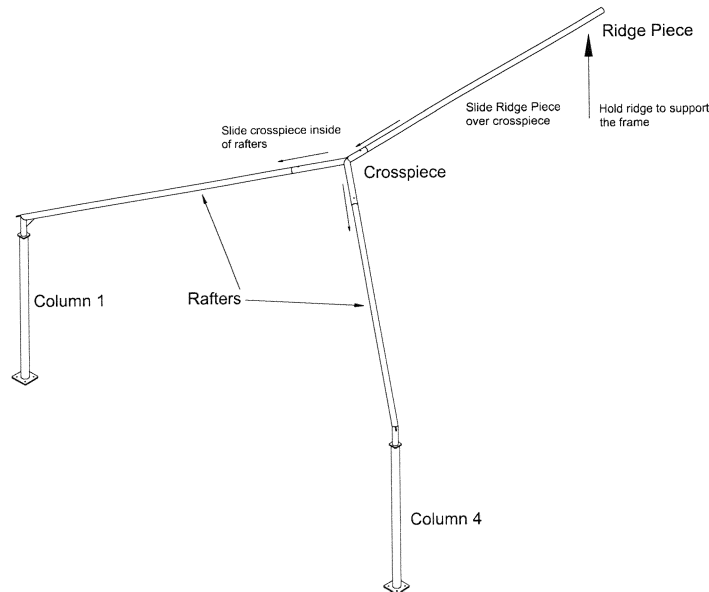 Ridge Piece
Slide Ridge Piece
over crosspiece
Hold ridge to support
the frame
Slide crosspiece inside
of rafters
Crosspiece
Rafters
Column 1
Column 4